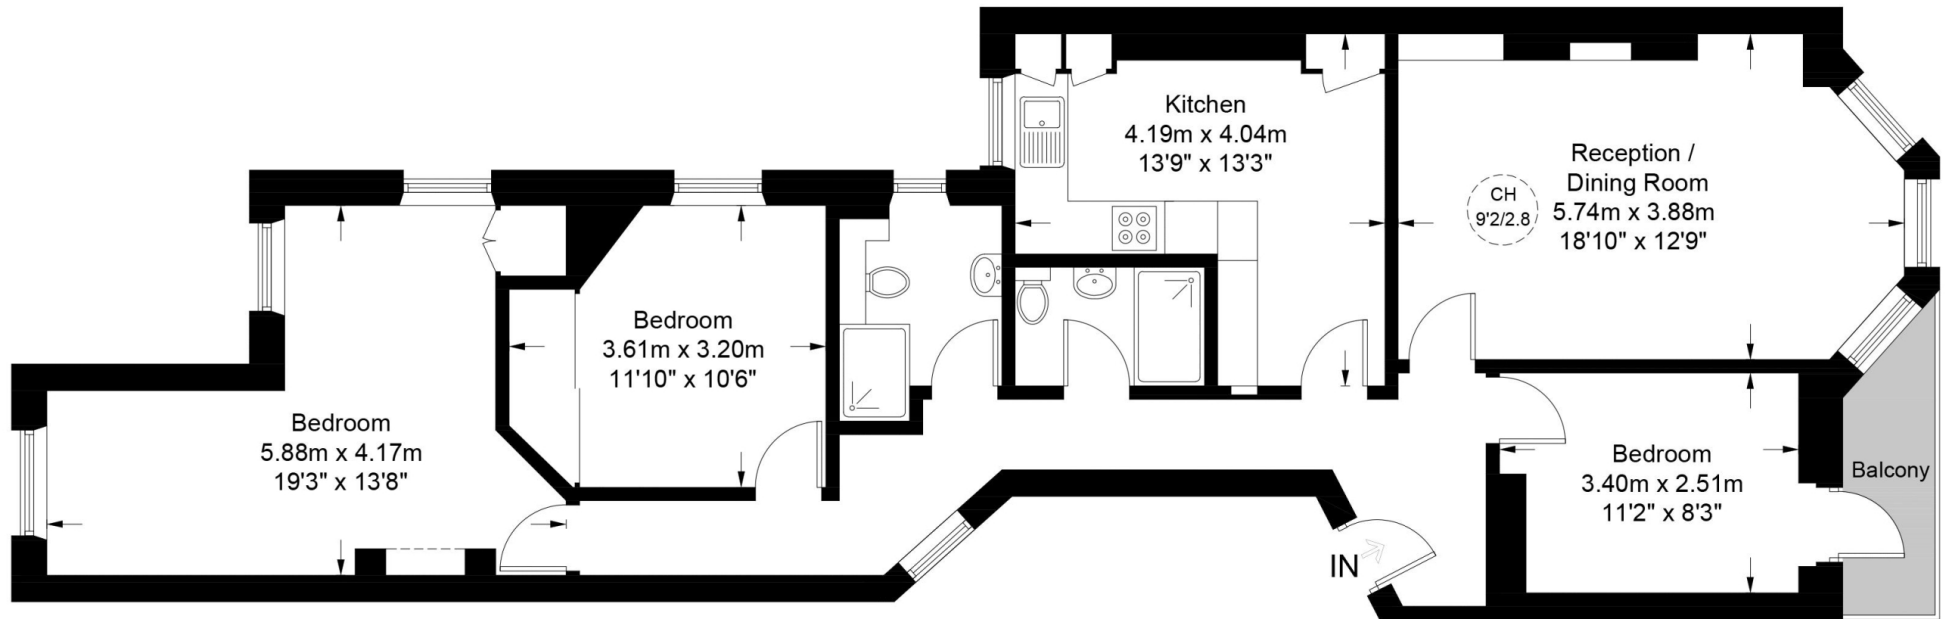 Kitchen
4.19m x 4.04m
13'9" x 13'3"
Reception /
Dining Room
5.74m x 3.88m
18'10" x 12'9"
CH
9'2/2.8
Bedroom
3.61m x 3.20m
11'10" x 10'6"
Bedroom
5.88m x 4.17m
19'3" x 13'8"
Bedroom
3.40m x 2.51m
11'2" x 8'3"
Balcony
IN